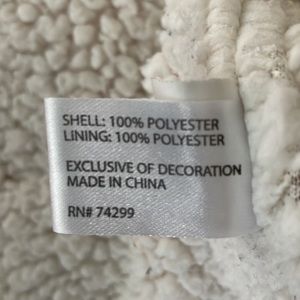 SHELL: 100% POLYESTER
LINING: 100% POLYESTER
EXCLUSIVE OF DECORATION
MADE IN CHINA
RN# 74299